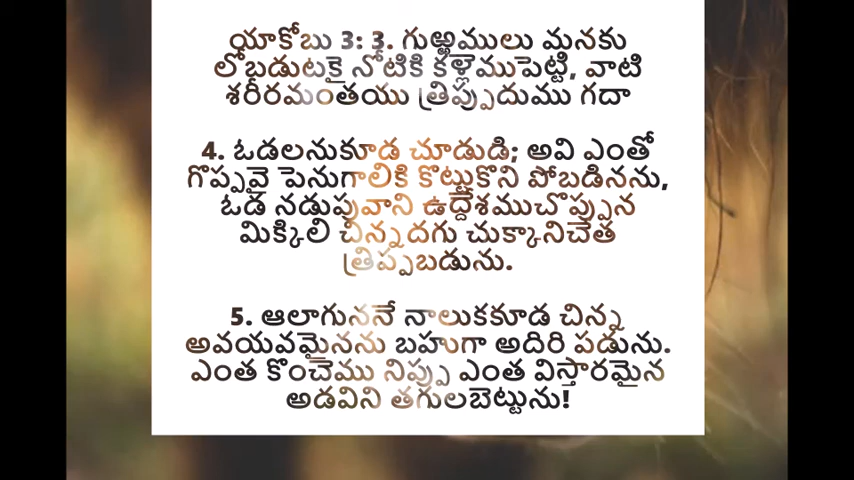 యాకోబు 3: 3. గుఱ్ఱములు మనకు
లోబడుటకై నోటికి కళ్లెముపెట్టి, వాటి
శరీరమంతయు త్రిప్పుదుము గదా
4. ఓడలనుకూడ చూడుడి; అవి ఎంతో
గొప్పవై పెనుగాలికి కొట్టుకొని పోబడినను,
ఓడ నడుపువాని ఉద్దేశముచొప్పున
మిక్కిలి చిన్నదగు చుక్కానిచేత
త్రిప్పబడును.
5. ఆలాగుననే నాలుకకూడ చిన్న
అవయవమైనను బహుగా అదిరి పడును.
ఎంత కొంచెము నిప్పు ఎంత విస్తారమైన
అడవిని తగులబెట్టును!